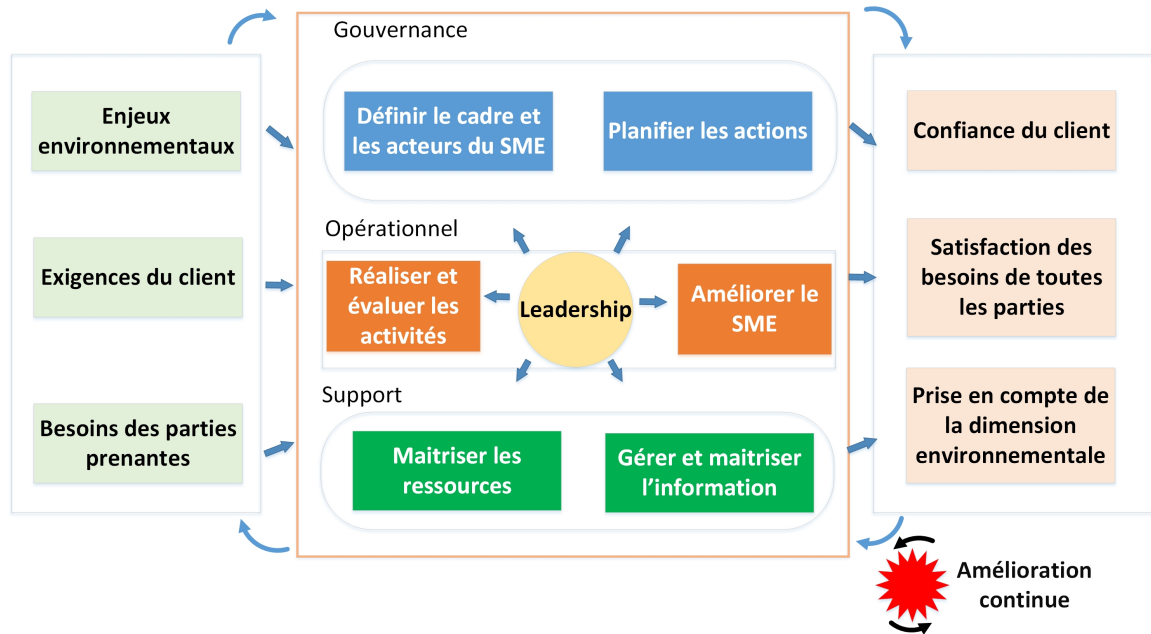 Gouvernance
Enjeux
environnementaux
Exigences du client
Besoins des parties
prenantes
Définir le cadre et
les acteurs du SME
Planifier les actions
Opérationnel
Réaliser et
évaluer les
activités
Leadership
Améliorer le
SME
Support
Maitriser les
ressources
Gérer et maitriser
l’information
Confiance du client
Satisfaction des
besoins de toutes
les parties
Prise en compte de
la dimension
environnementale
Amélioration
continue